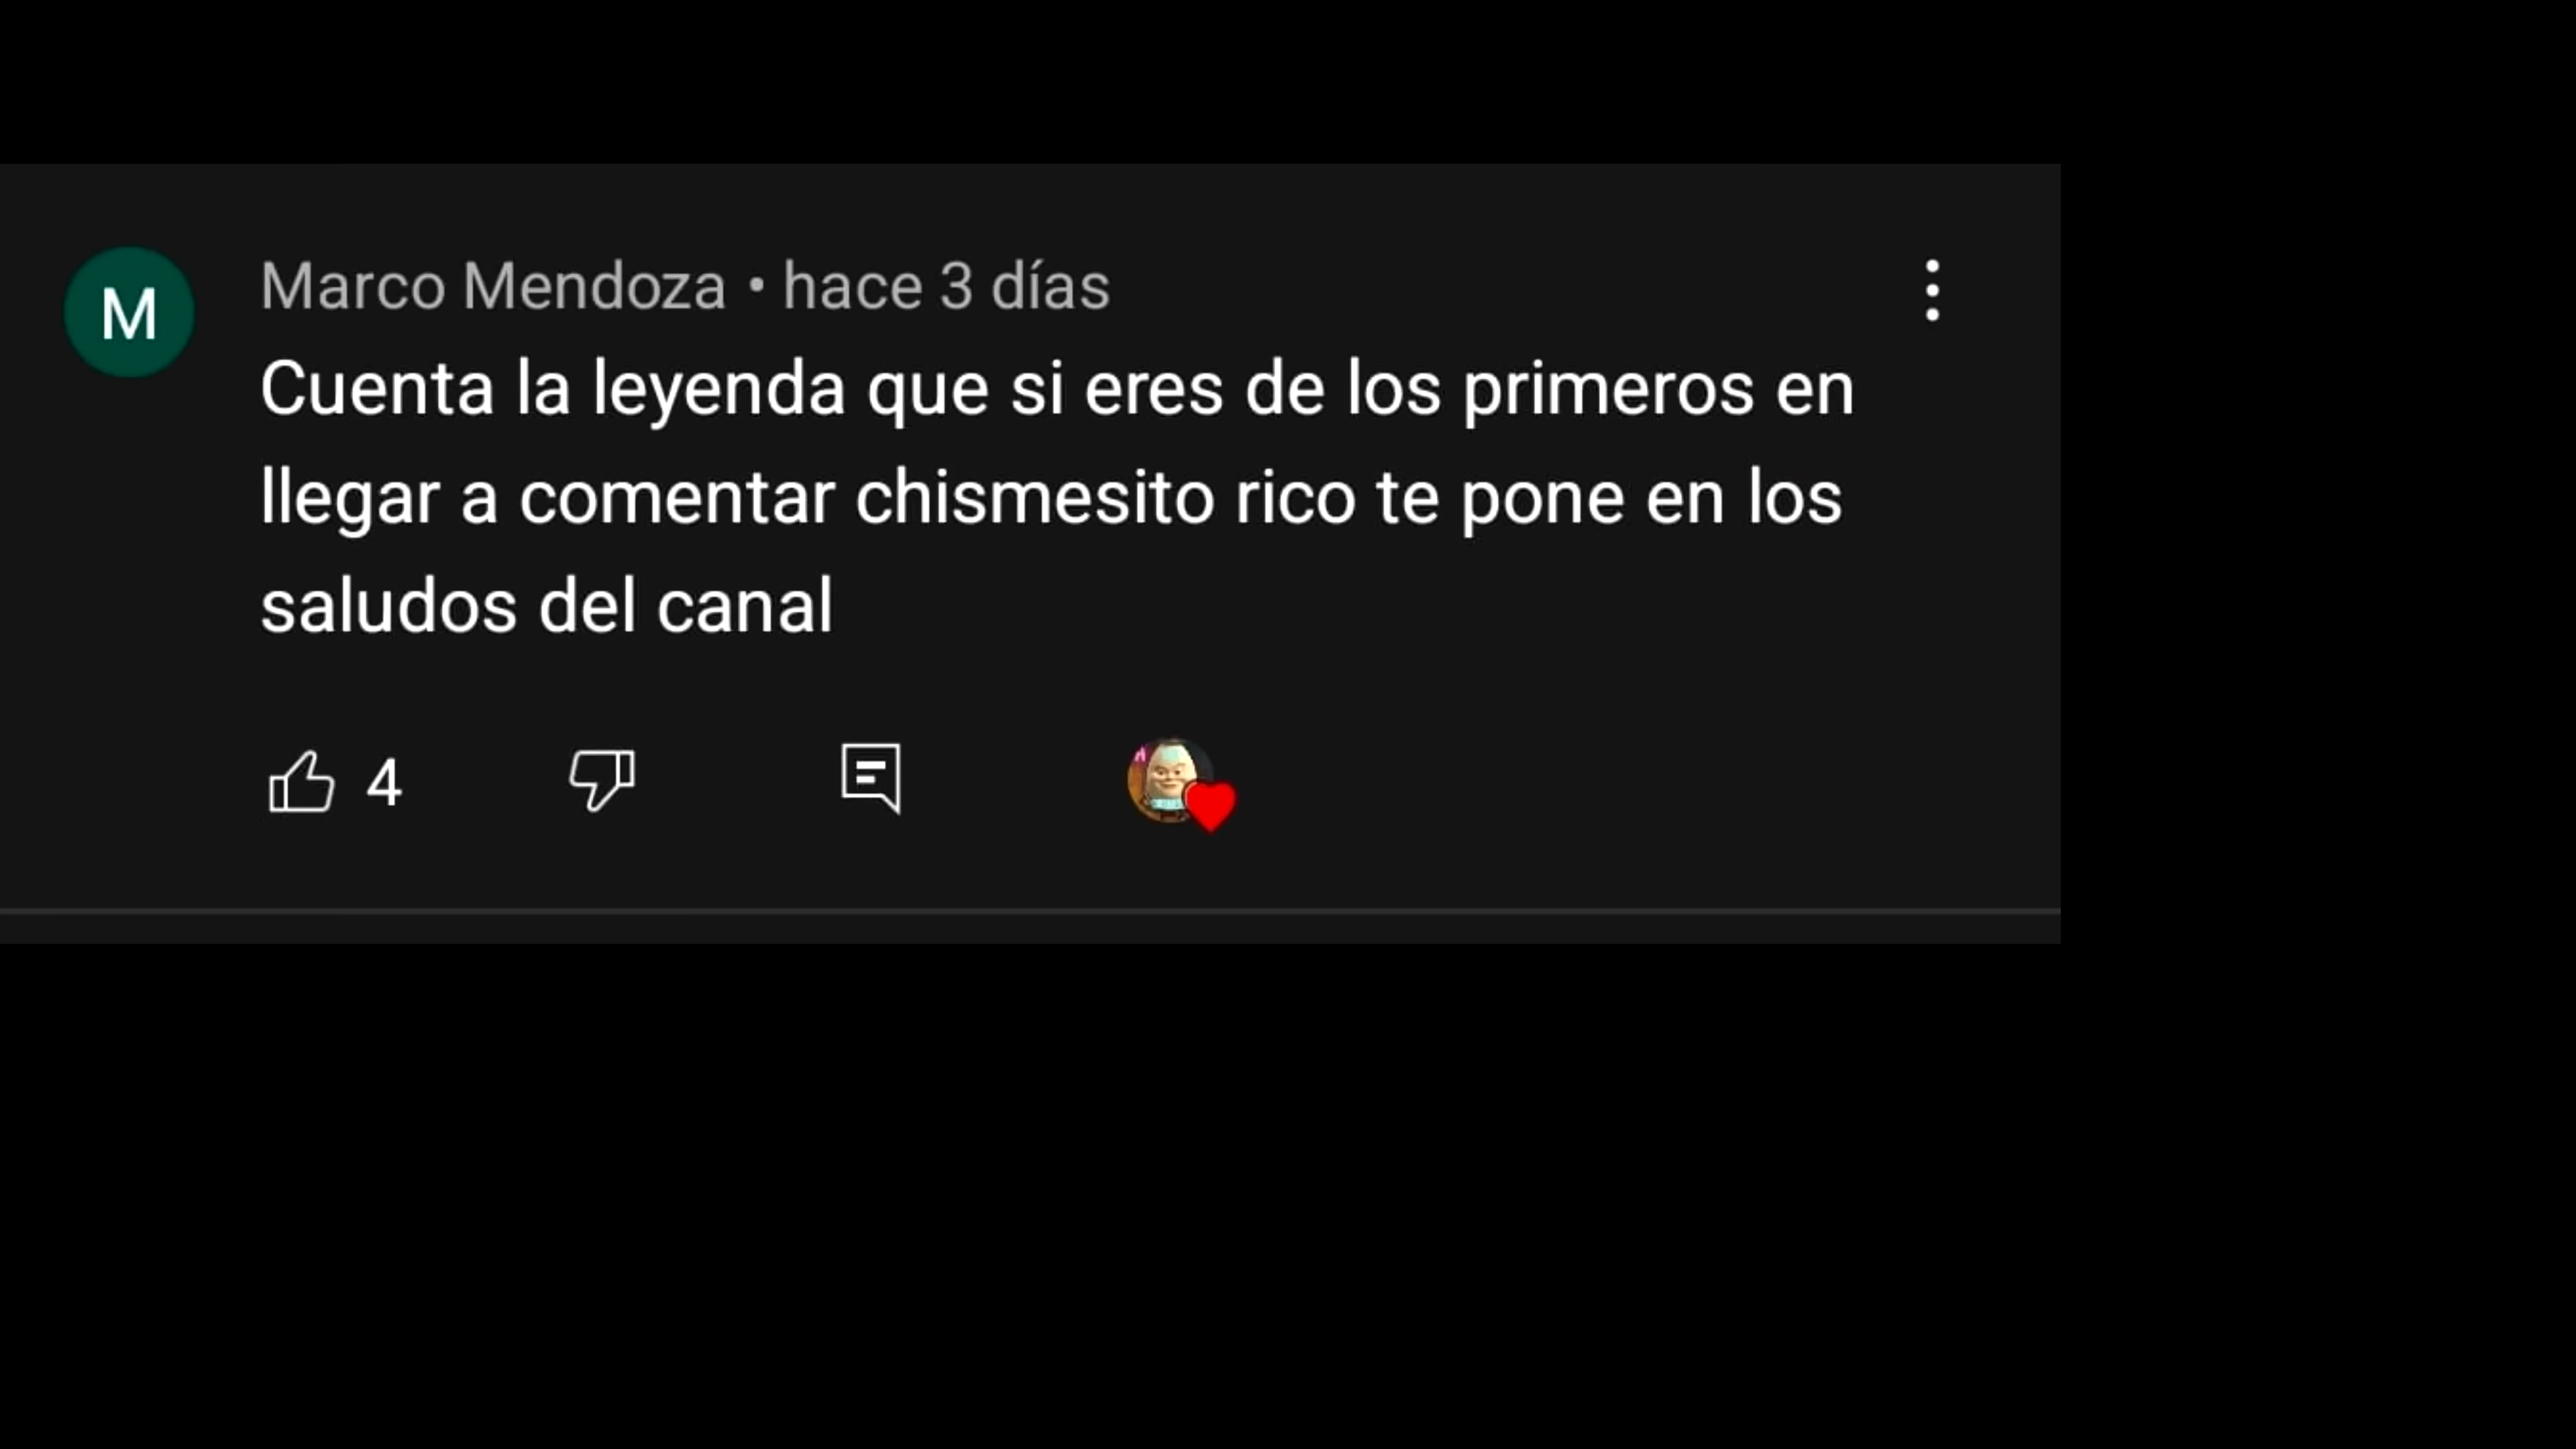 M
Marco Mendoza • hace 3 días
Cuenta la leyenda que si eres de los primeros en
llegar a comentar chismesito rico te pone en los
saludos del canal
4